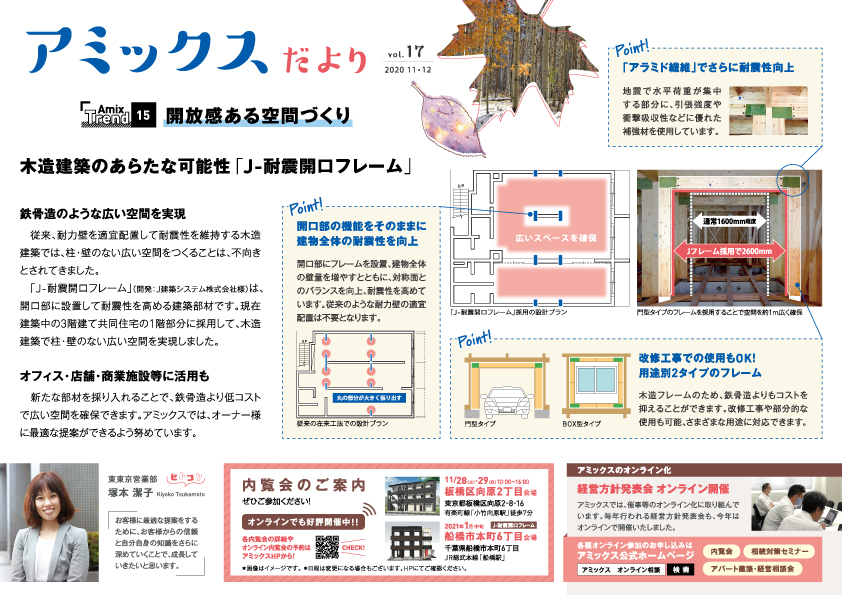 アミックスだより
vol.17
2020 11・12
Amix Trend 15 開放感ある空間づくり
木造建築のあらたな可能性「J-耐震開口フレーム」
鉄骨造のような広い空間を実現
従来、耐力壁を適宜配置して耐震性を維持する木造
建築では、柱・壁のない広い空間をつくることは、不向き
とされてきました。
「J-耐震開口フレーム」(開発:J建築システム株式会社様)は、
開口部に設置して耐震性を高める建築部材です。現在
建築中の3階建て共同住宅の1階部分に採用して、木造
建築で柱・壁のない広い空間を実現しました。
オフィス・店舗・商業施設等に活用も
新たな部材を採り入れることで、鉄骨造より低コスト
で広い空間を確保できます。アミックスでは、オーナー様
に最適な提案ができるよう努めています。
Point!
開口部の機能をそのままに
建物全体の耐震性を向上
開口部にフレームを設置、建物全体
の壁量を増やすとともに、対称面と
のバランスを向上、耐震性を高めて
います。従来のような耐力壁の適宜
配置は不要となります。
丸の部分が大きく張り出す
従来の在来工法での設計プラン
広いスペースを確保
「J-耐震開口フレーム」採用の設計プラン
Point!
「アラミド繊維」でさらに耐震性向上
地震で水平荷重が集中
する部分に、引張強度や
衝撃吸収性などに優れた
補強材を使用しています。
通常1600mm程度
Jフレーム採用で2600mm
門型タイプのフレームを採用することで空間を約1m広く確保
Point!
門型タイプ
BOX型タイプ
改修工事での使用もOK!
用途別2タイプのフレーム
木造フレームのため、鉄骨造よりもコストを
抑えることができます。改修工事や部分的な
使用も可能、さまざまな用途に対応できます。
東東京営業部
塚本 潔子 Kiyoko Tsukamoto
ヒトコト
お客様に最適な提案をする
ために、お客様からの信頼
と自分自身の知識をさらに
深めていくことで、成長して
いきたいと思います。
内覧会のご案内
ぜひご参加ください!
オンラインでも好評開催中!!
各内覧会の詳細や
オンライン内覧会の予約は
アミックスHPから!
CHECK!
11/28(土)・29(日)10:00〜16:00
板橋区向原2丁目会場
東京都板橋区向原2-8-16
有楽町線「小竹向原駅」徒歩7分
2021年1月(中旬) J-耐震開口フレーム
船橋市本町6丁目会場
千葉県船橋市本町6丁目
JR総武本線「船橋駅」
*画像はイメージです。 *日程は変更になる場合もございます。HPにてご確認ください。
アミックスのオンライン化
経営方針発表会 オンライン開催
アミックスでは、催事等のオンライン化に取り組んで
います。毎年行われる経営方針発表会も、今年は
オンラインで開催いたしました。
各種オンライン参加のお申し込みは
アミックス公式ホームページ
アミックス オンライン相談 検索
内覧会
相続対策セミナー
アパート建築・経営相談会